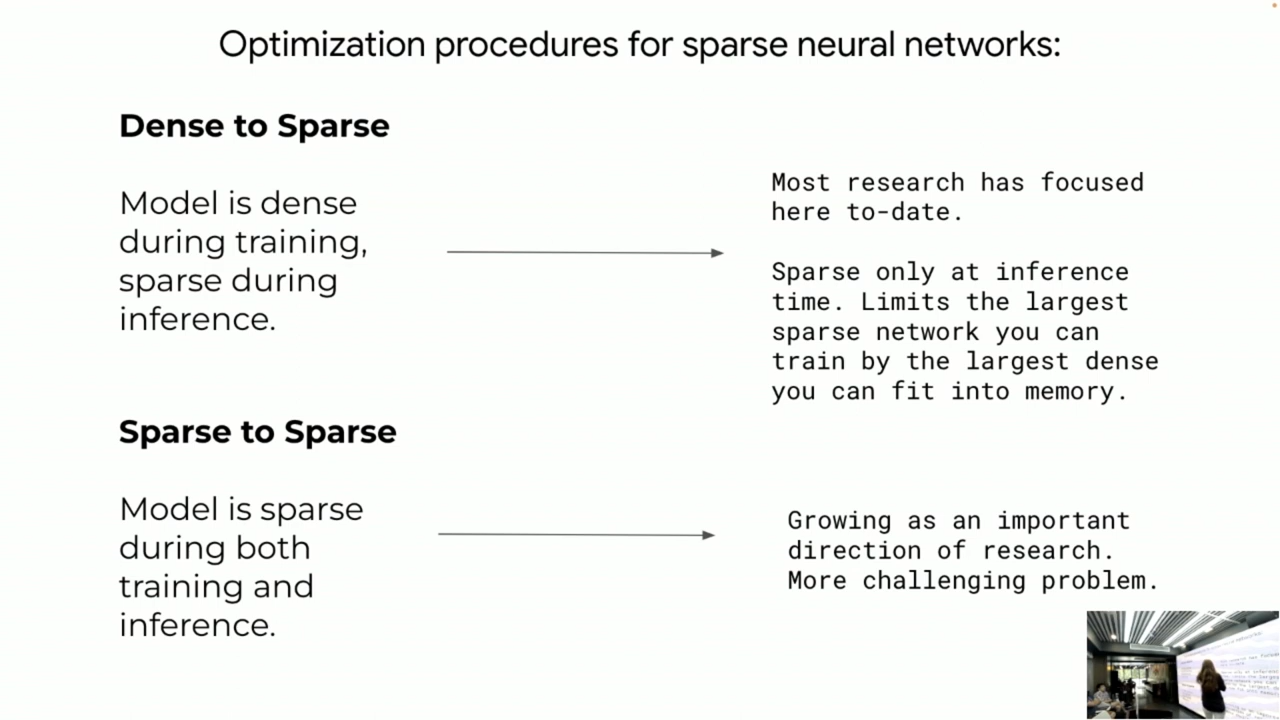 Optimization procedures for sparse neural networks:
Dense to Sparse
Model is dense
during training,
sparse during
inference.
Most research has focused
here to-date.
Sparse only at inference
time. Limits the largest
sparse network you can
train by the largest dense
you can fit into memory.
Sparse to Sparse
Model is sparse
during both
training and
inference.
Growing as an important
direction of research.
More challenging problem.